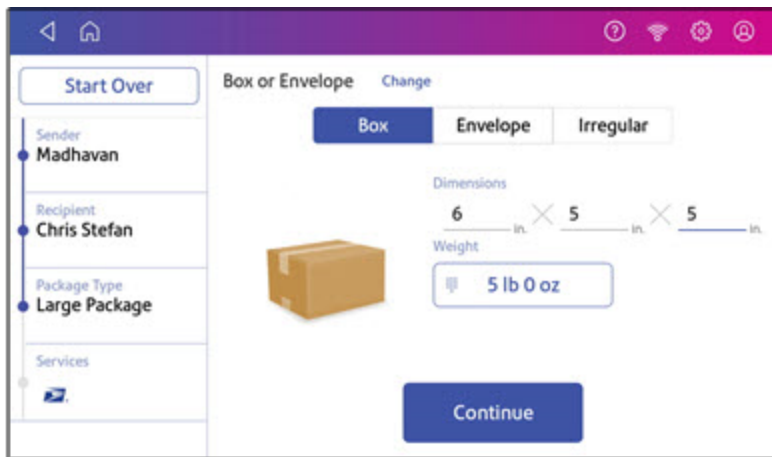 Start Over
Sender
Madhavan
Recipient
Chris Stefan
Package Type
Large Package
Services
Box or Envelope Change
Box Envelope Irregular
Dimensions
6 in. 5 in. 5 in.
Weight
5 lb 0 oz
Continue